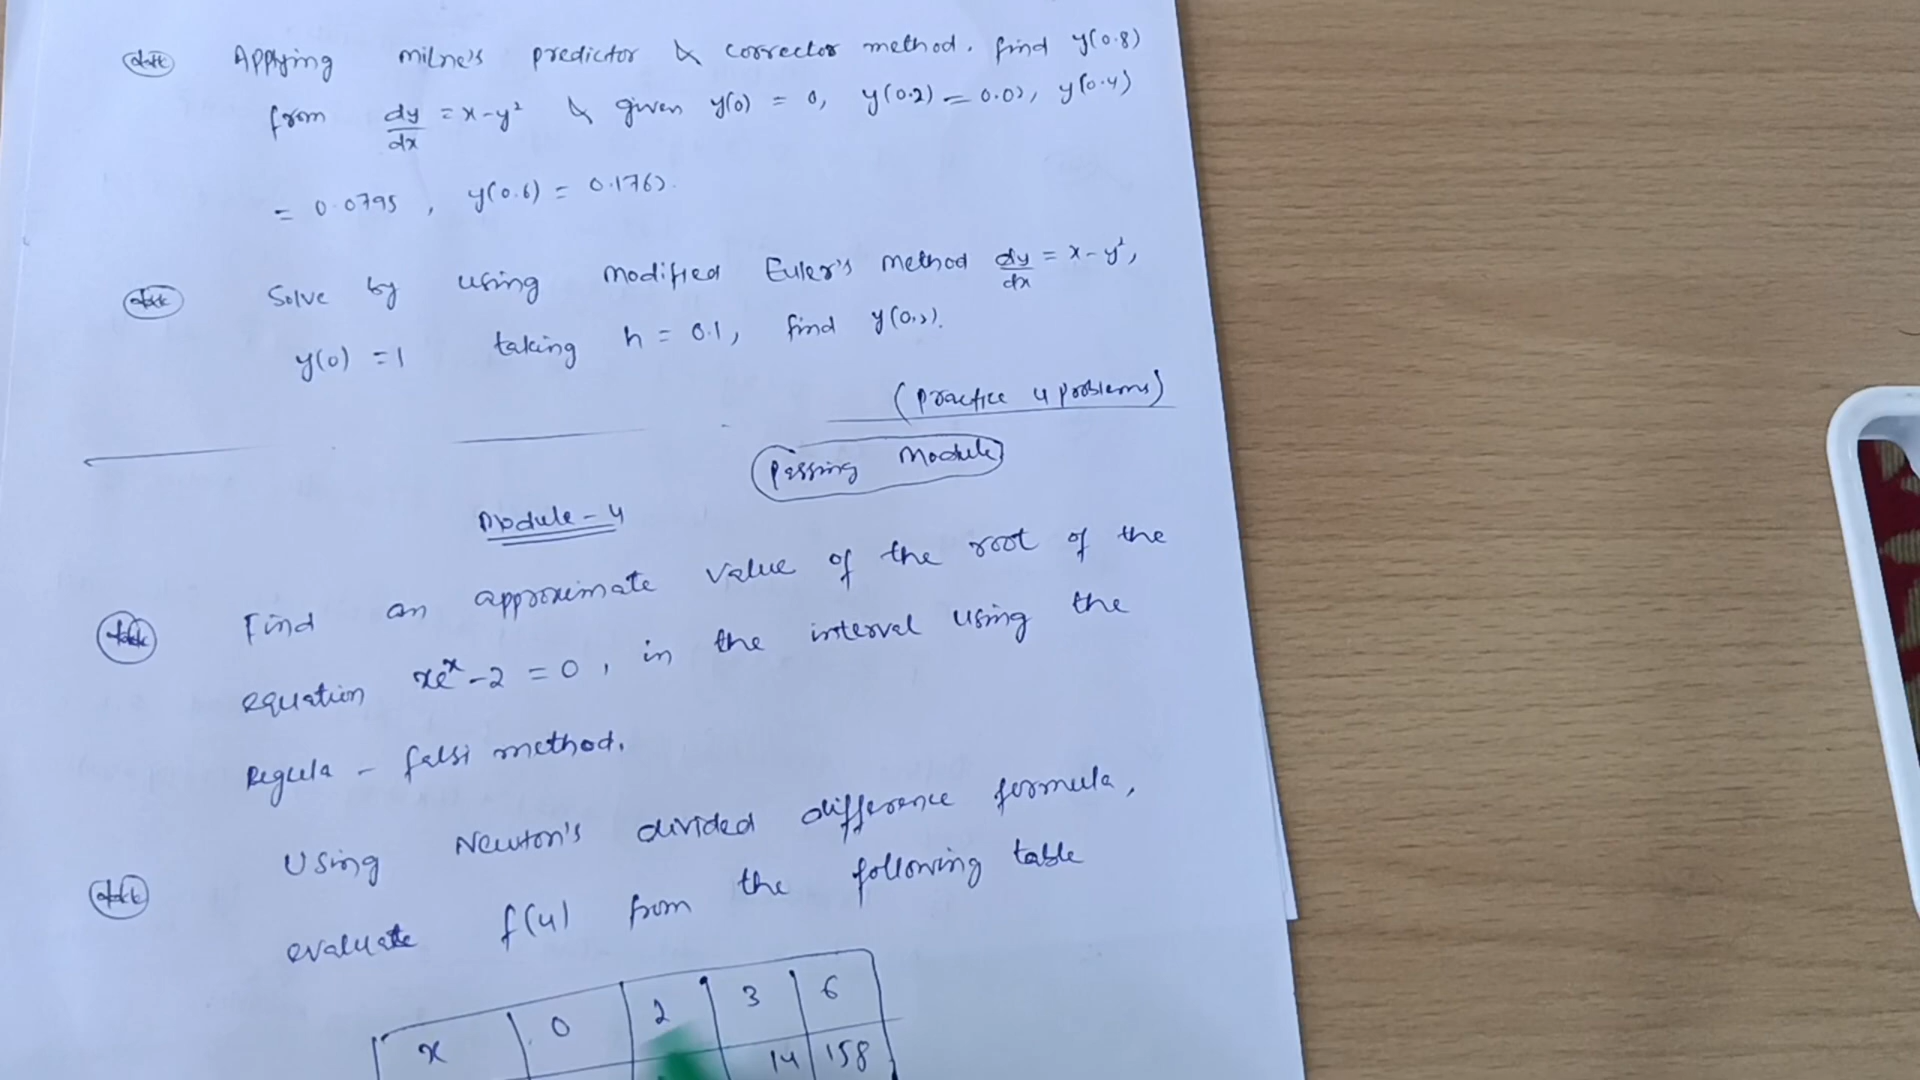 Applying milne's predictor & corrector method. find y(0.8)
from dy/dx = x-y² & given y(0) = 0, y(0.2) = 0.02, y(0.4)
= 0.0795, y(0.6) = 0.1762.
Solve by using modified Euler's method dy/dx = x-y²,
y(0) = 1 taking h = 0.1, find y(0.2).
(Practice 4 problems)
Passing Module
Module-4
Find an approximate value of the root of the
equation xeˣ-2 = 0, in the interval using the
Regula - falsi method.
Using Newton's divided difference formula,
evaluate f(4) from the following table
x 0 2 3 6
14 158